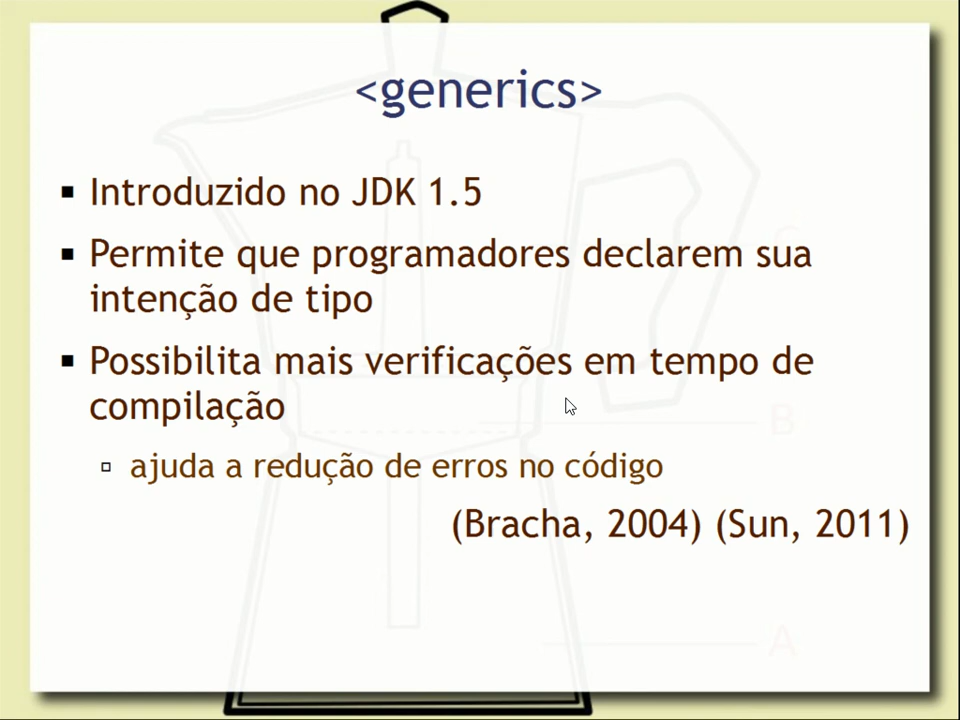 <generics>
Introduzido no JDK 1.5
Permite que programadores declarem sua
intenção de tipo
Possibilita mais verificações em tempo de
compilação
ajuda a redução de erros no código
(Bracha, 2004) (Sun, 2011)
C
B
A